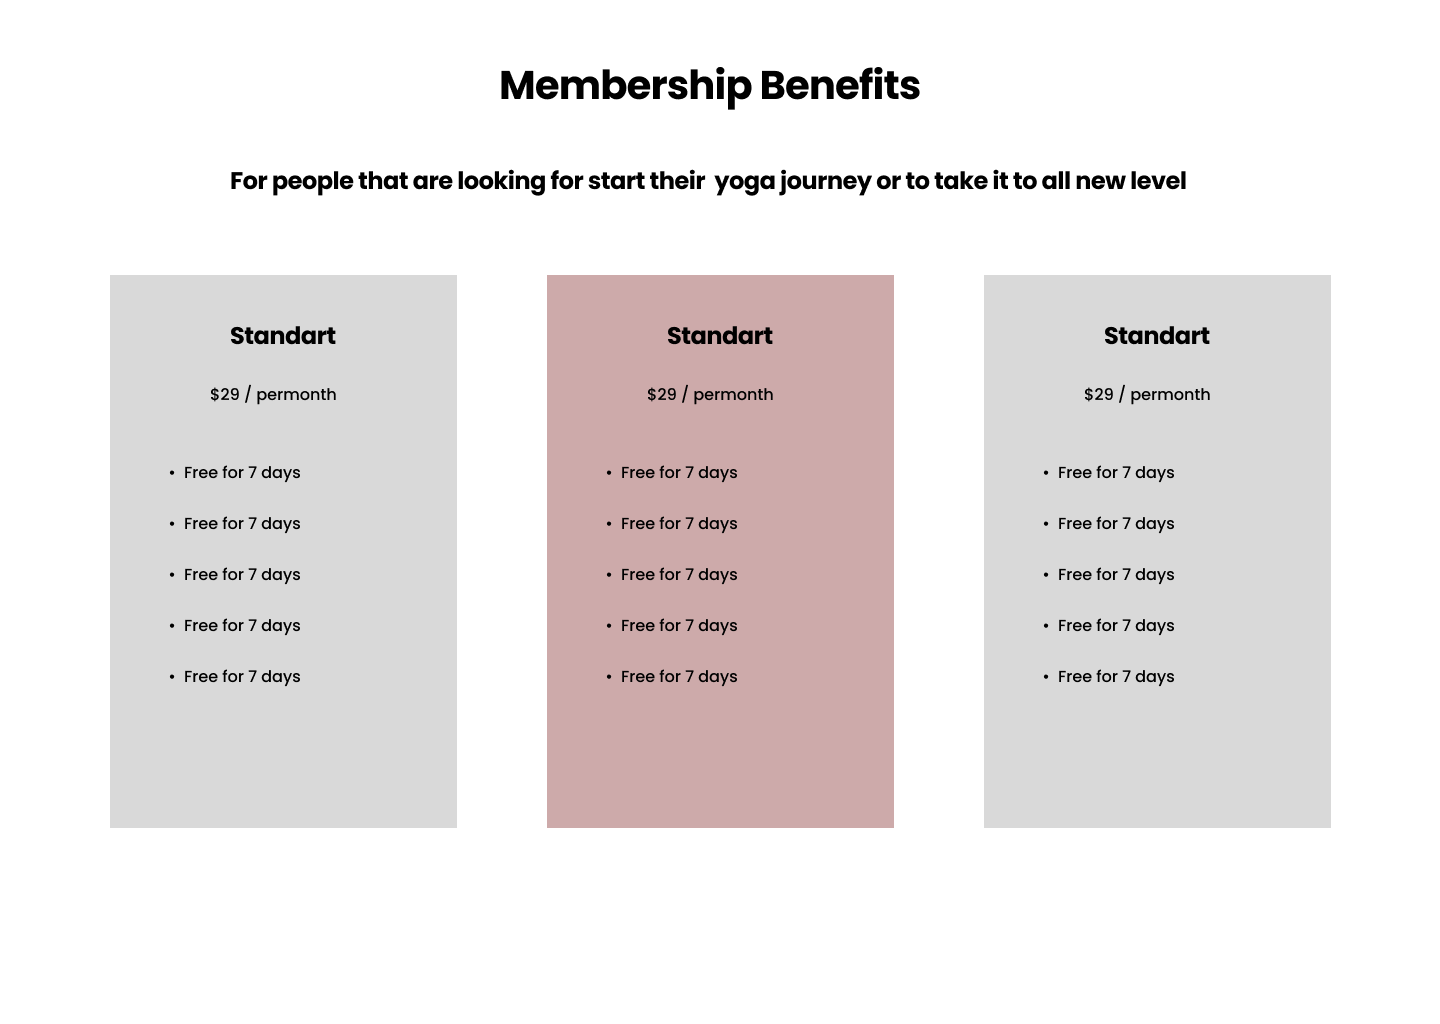 Membership Benefits
For people that are looking for start their  yoga journey or to take it to all new level
Standart
$29 / permonth
• Free for 7 days
• Free for 7 days
• Free for 7 days
• Free for 7 days
• Free for 7 days
Standart
$29 / permonth
• Free for 7 days
• Free for 7 days
• Free for 7 days
• Free for 7 days
• Free for 7 days
Standart
$29 / permonth
• Free for 7 days
• Free for 7 days
• Free for 7 days
• Free for 7 days
• Free for 7 days